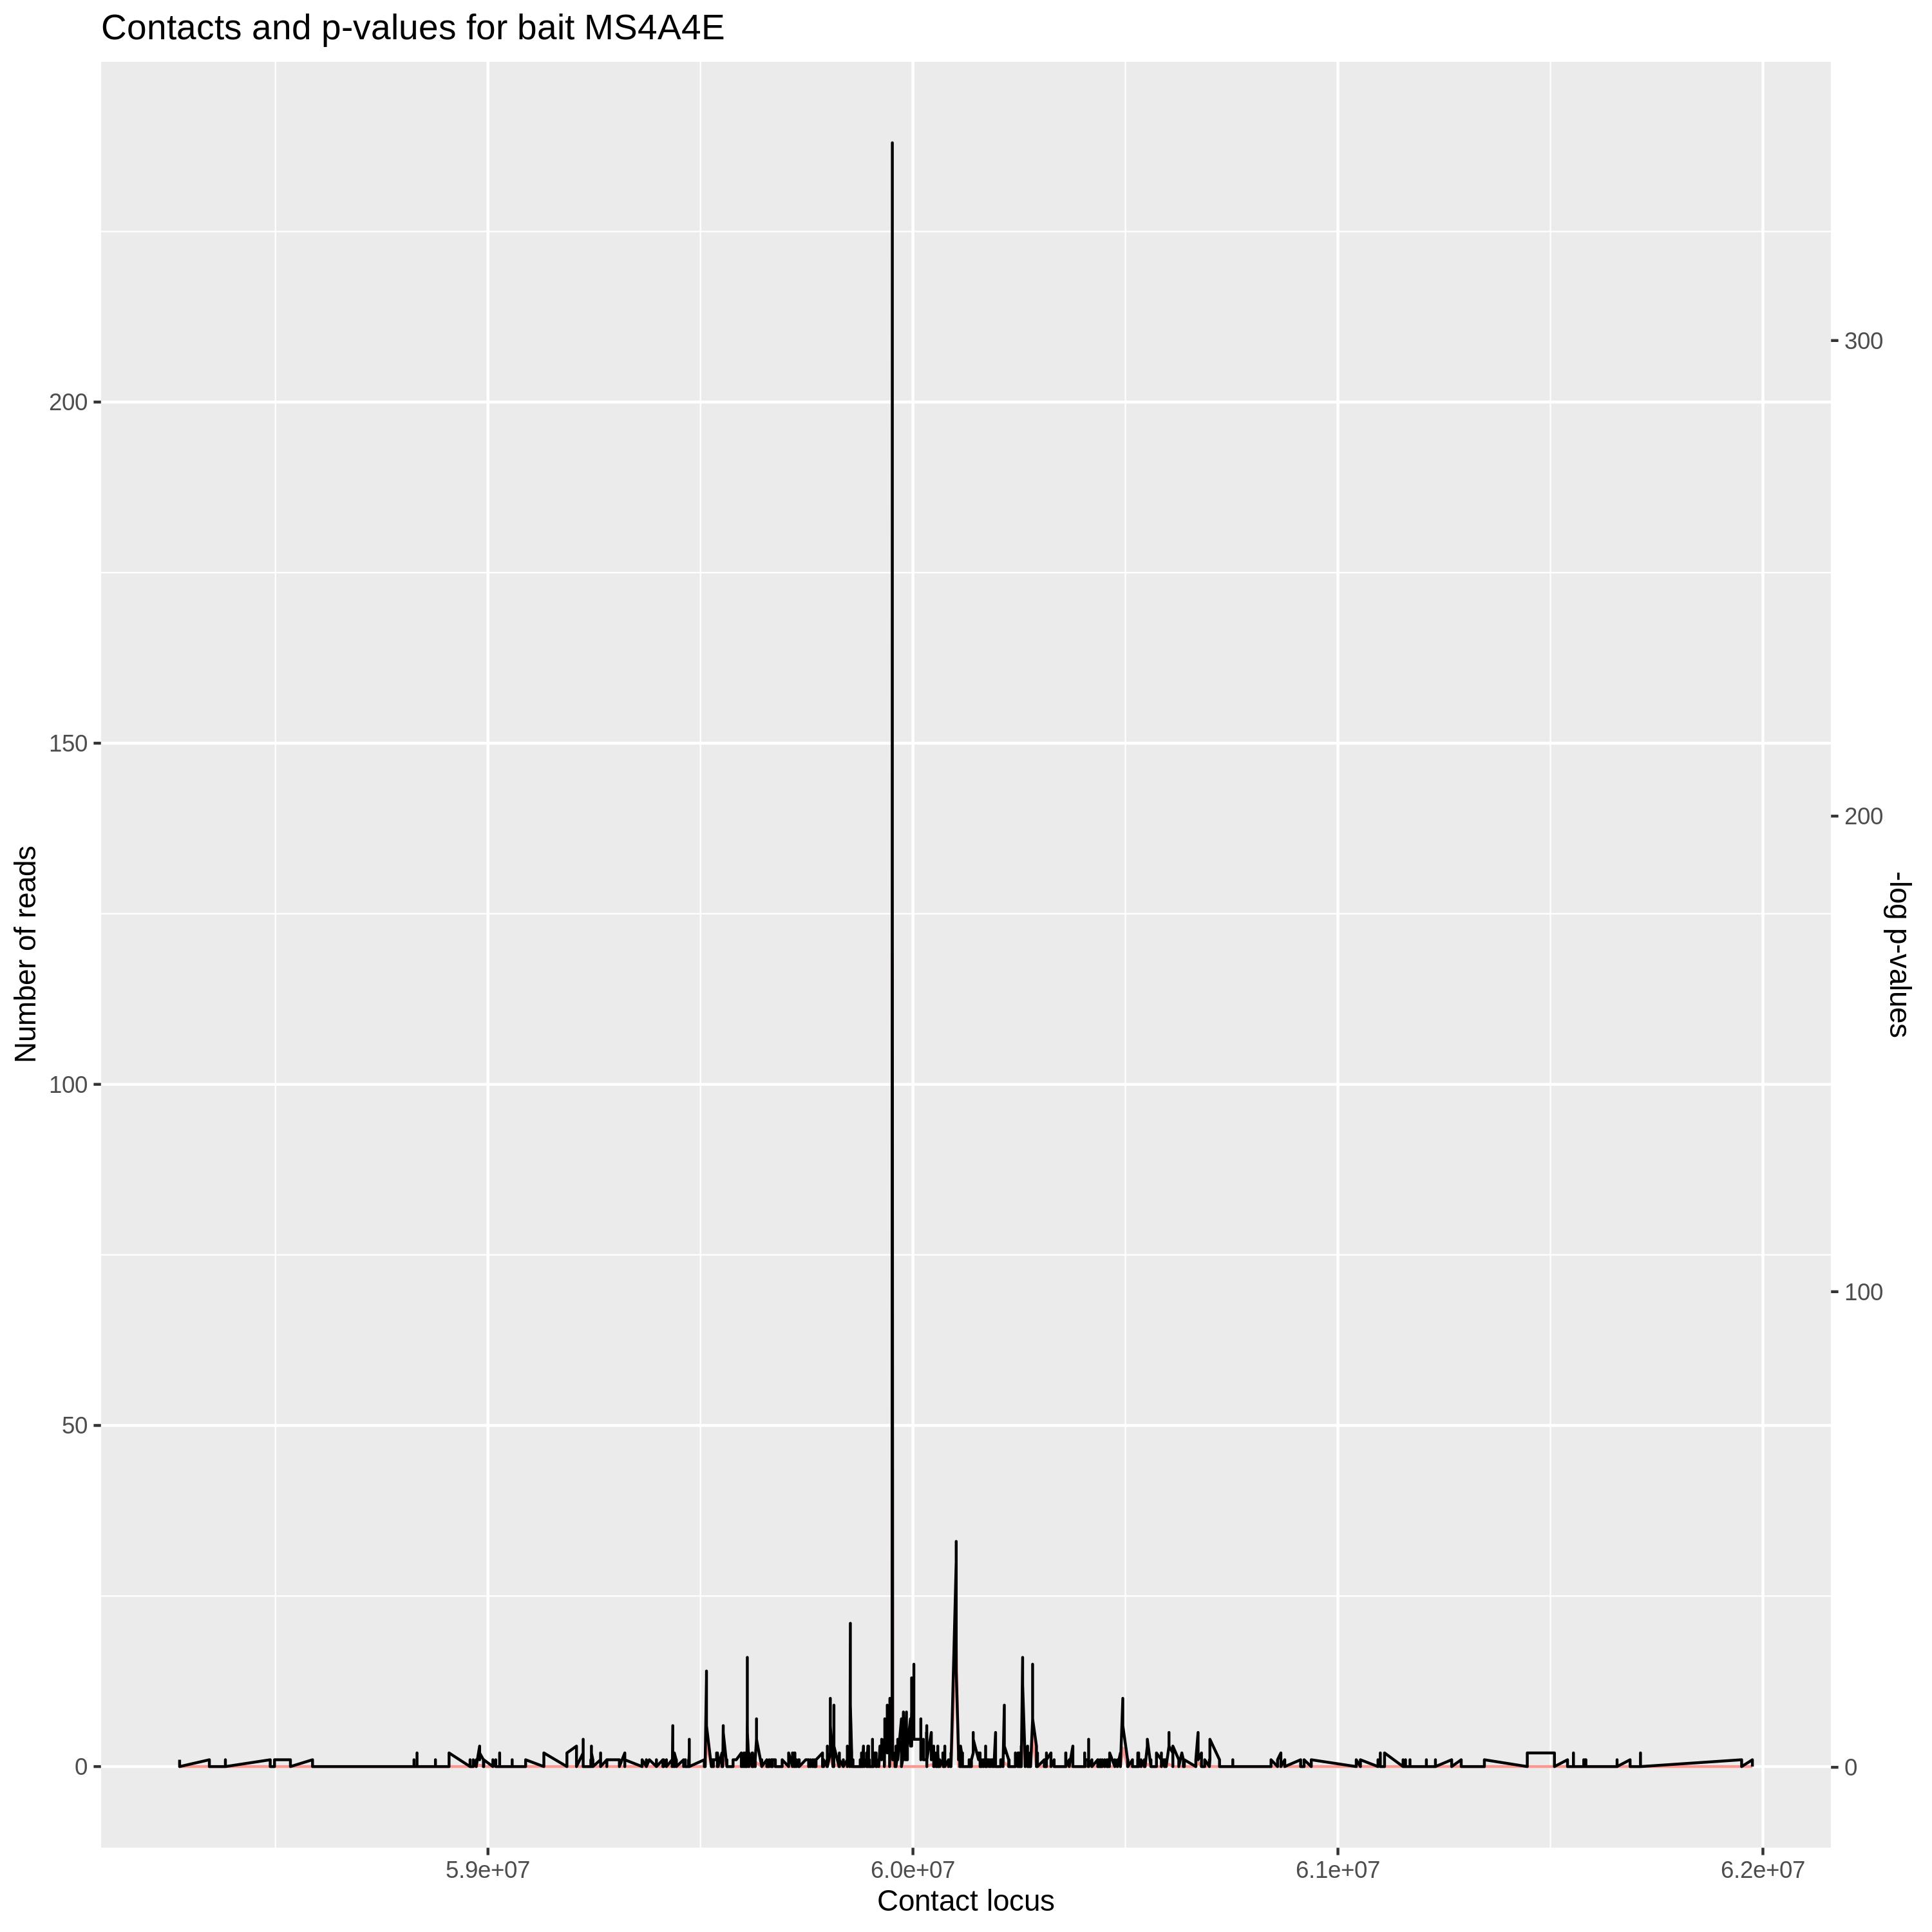 Contacts and p-values for bait MS4A4E
Number of reads
200
150
100
50
0
300
200
100
0
-log p-values
5.9e+07
6.0e+07
6.1e+07
6.2e+07
Contact locus